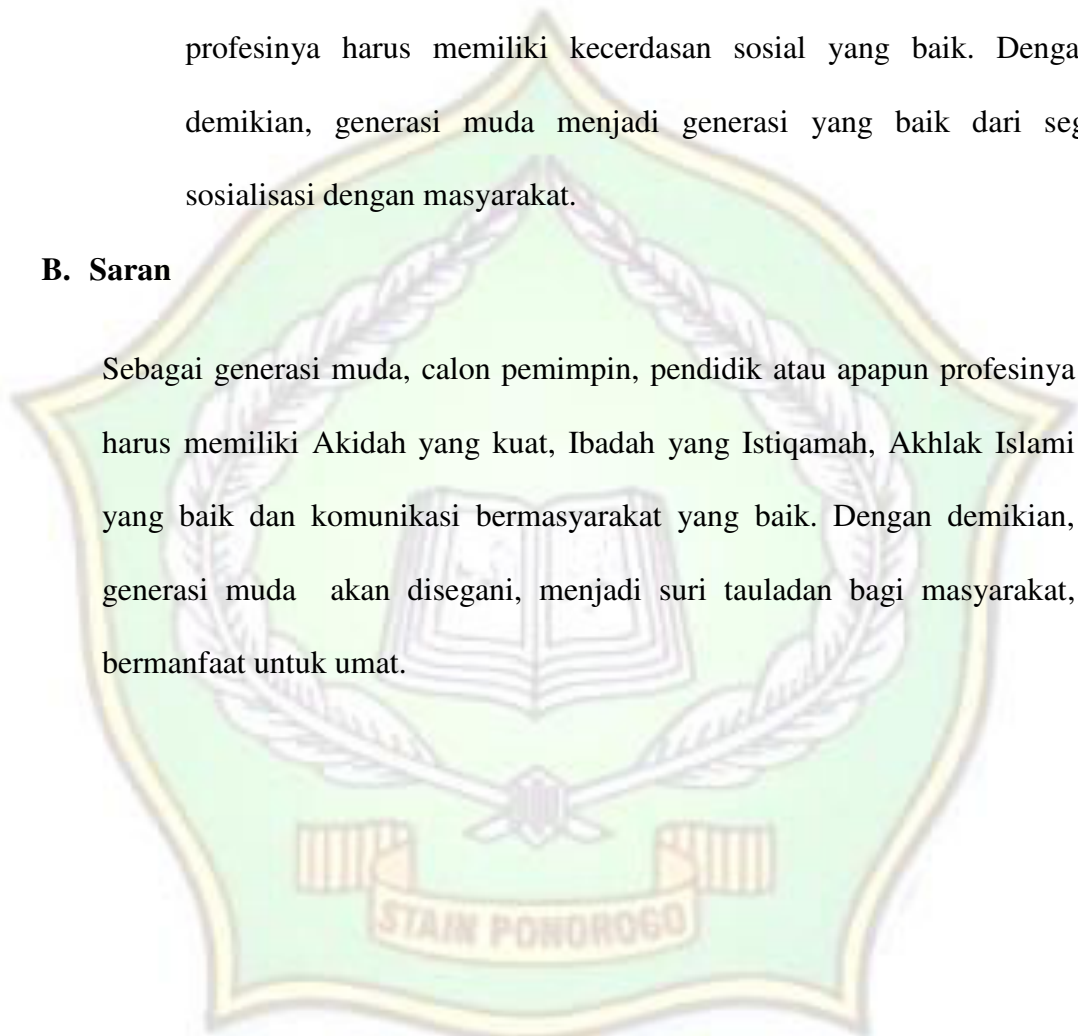 profesinya harus memiliki kecerdasan sosial yang baik. Denga
demikian, generasi muda menjadi generasi yang baik dari seg
sosialisasi dengan masyarakat.
B. Saran
Sebagai generasi muda, calon pemimpin, pendidik atau apapun profesinya
harus memiliki Akidah yang kuat, Ibadah yang Istiqamah, Akhlak Islami
yang baik dan komunikasi bermasyarakat yang baik. Dengan demikian,
generasi muda akan disegani, menjadi suri tauladan bagi masyarakat,
bermanfaat untuk umat.
STAIN PONOROGO